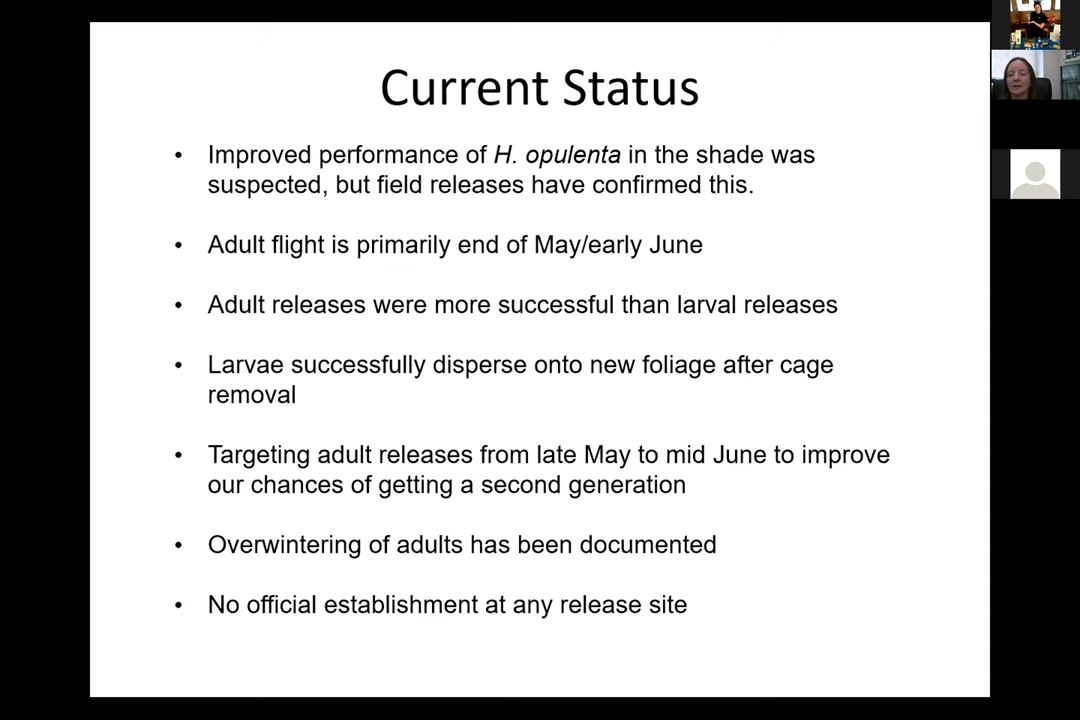 Current Status
• Improved performance of H. opulenta in the shade was
suspected, but field releases have confirmed this.
• Adult flight is primarily end of May/early June
• Adult releases were more successful than larval releases
• Larvae successfully disperse onto new foliage after cage
removal
• Targeting adult releases from late May to mid June to improve
our chances of getting a second generation
• Overwintering of adults has been documented
• No official establishment at any release site